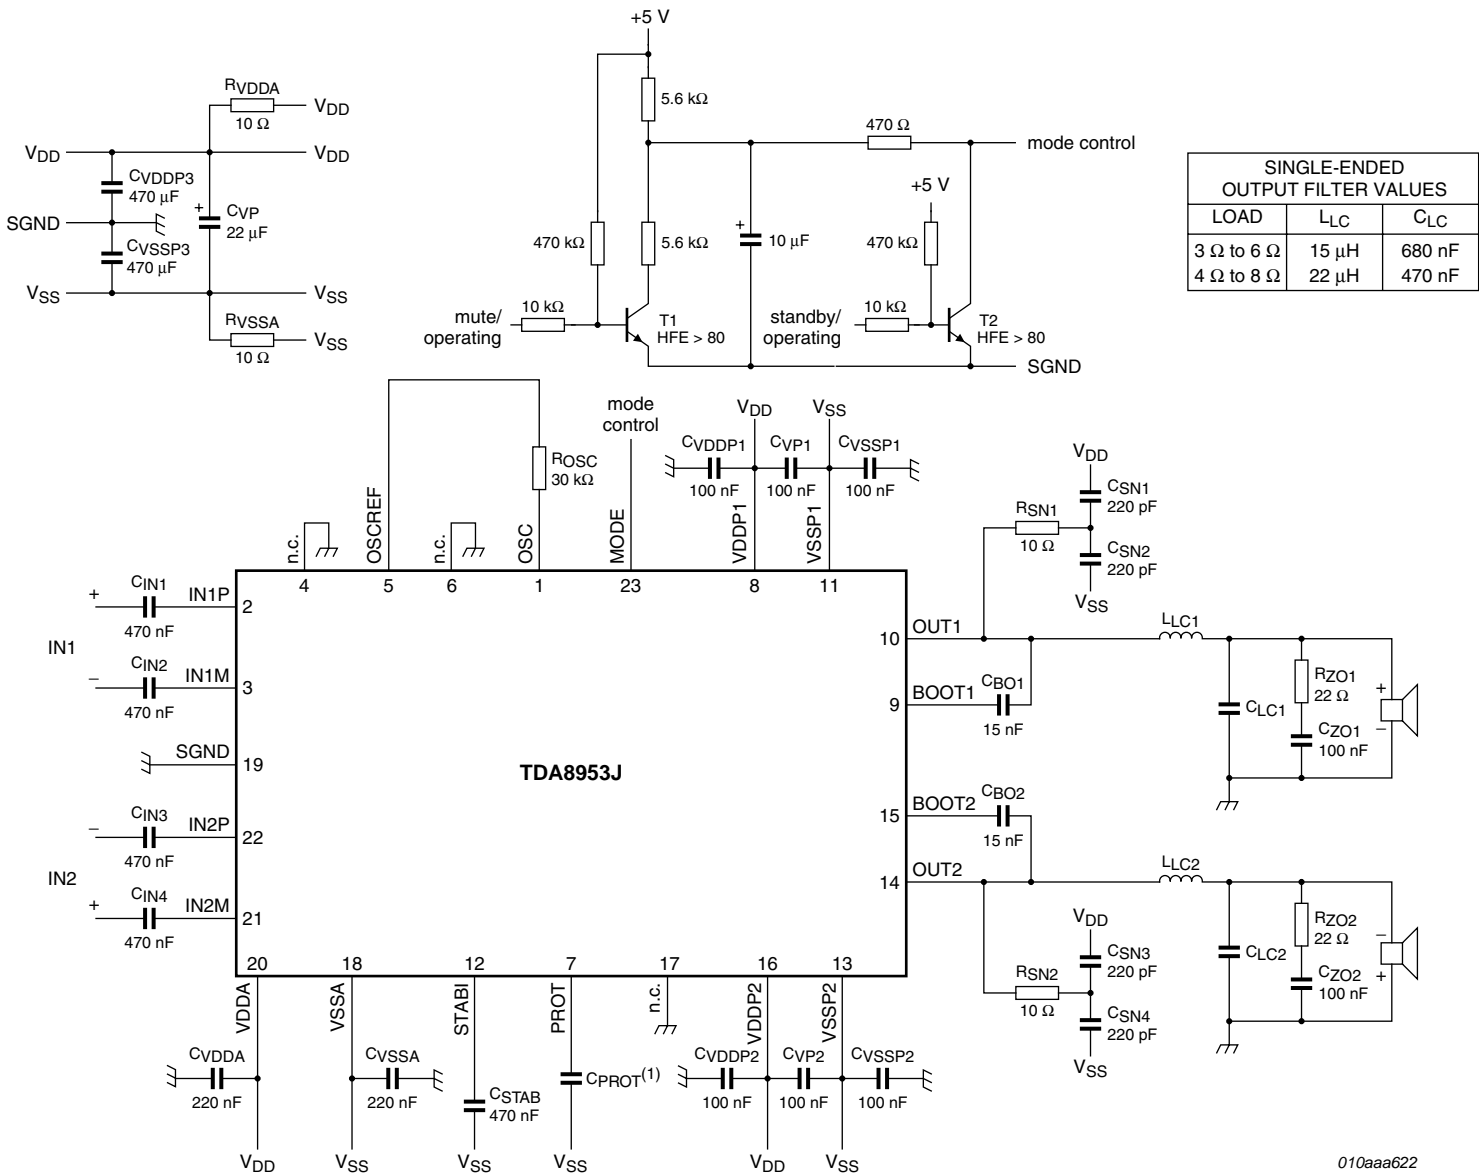 +5 V
RVDDA
10 Ω
VDD
VDD
VDD
CVDDP3
470 μF
SGND
+
CVP
22 μF
CVSSP3
470 μF
VSS
VSS
RVSSA
10 Ω
VSS
5.6 kΩ
470 Ω
mode control
+5 V
470 kΩ
5.6 kΩ
+
10 μF
470 kΩ
mute/
operating
10 kΩ
T1
HFE > 80
standby/
operating
10 kΩ
T2
HFE > 80
SGND
SINGLE-ENDED
OUTPUT FILTER VALUES
LOAD LLC CLC
3 Ω to 6 Ω 15 μH 680 nF
4 Ω to 8 Ω 22 μH 470 nF
mode
control
VDD
VSS
CVDDP1
100 nF
CVP1
100 nF
CVSSP1
100 nF
ROSC
30 kΩ
n.c.
OSCREF
n.c.
OSC
MODE
VDDP1
VSSP1
4
5
6
1
23
8
11
VDD
CSN1
220 pF
RSN1
10 Ω
CSN2
220 pF
VSS
IN1
+
CIN1
470 nF
IN1P
2
−
CIN2
470 nF
IN1M
3
SGND
19
IN2
−
CIN3
470 nF
IN2P
22
+
CIN4
470 nF
IN2M
21
TDA8953J
10
OUT1
LLC1
9
BOOT1
CBO1
15 nF
CLC1
RZO1
22 Ω
CZO1
100 nF
+
−
15
BOOT2
CBO2
15 nF
14
OUT2
LLC2
VDD
CSN3
220 pF
RSN2
10 Ω
CSN4
220 pF
VSS
CLC2
RZO2
22 Ω
CZO2
100 nF
−
+
20
18
12
7
17
16
13
VDDA
VSSA
STABI
PROT
n.c.
VDDP2
VSSP2
CVDDA
220 nF
CVSSA
220 nF
CSTAB
470 nF
CPROT(1)
CVDDP2
100 nF
CVP2
100 nF
CVSSP2
100 nF
VDD
VSS
VSS
VSS
VDD
VSS
010aaa622